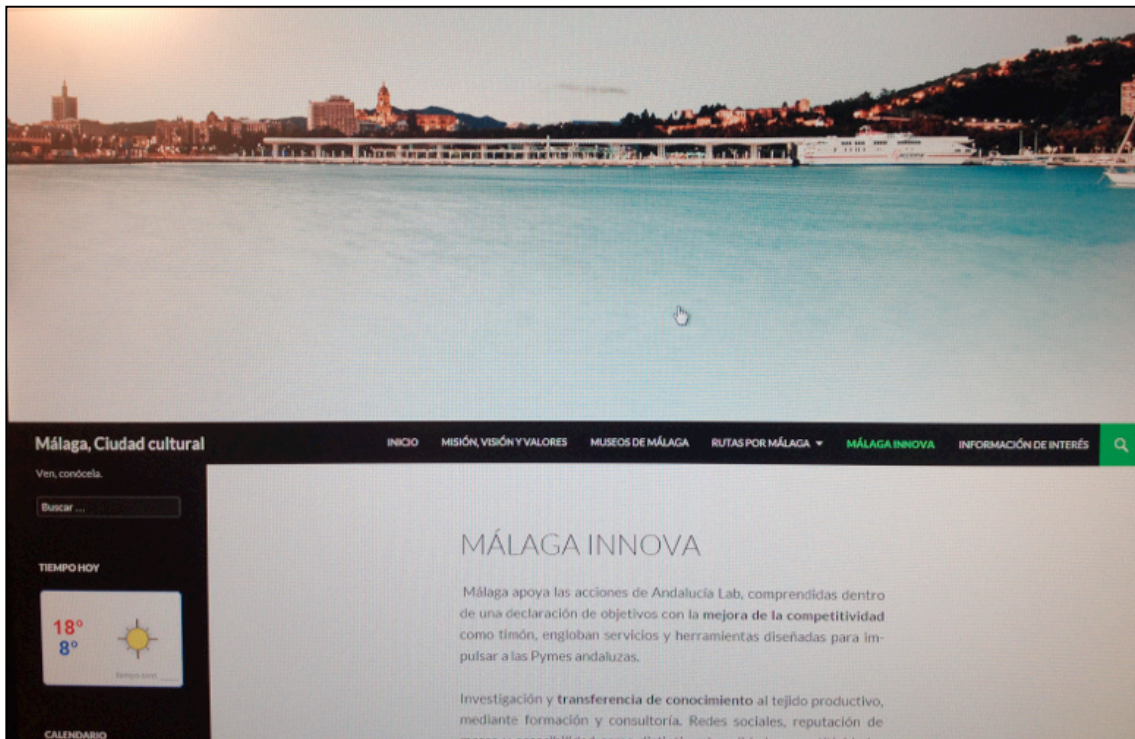 Málaga, Ciudad cultural
INICIO MISIÓN, VISIÓN Y VALORES MUSEOS DE MÁLAGA RUTAS POR MÁLAGA MÁLAGA INNOVA INFORMACIÓN DE INTERÉS
Ven, conócela.
Buscar ...
TIEMPO HOY
18°
8°
CALENDARIO
MÁLAGA INNOVA
Málaga apoya las acciones de Andalucía Lab, comprendidas dentro
de una declaración de objetivos con la mejora de la competitividad
como timón, engloban servicios y herramientas diseñadas para im-
pulsar a las Pymes andaluzas.
Investigación y transferencia de conocimiento al tejido productivo,
mediante formación y consultoría. Redes sociales, reputación de